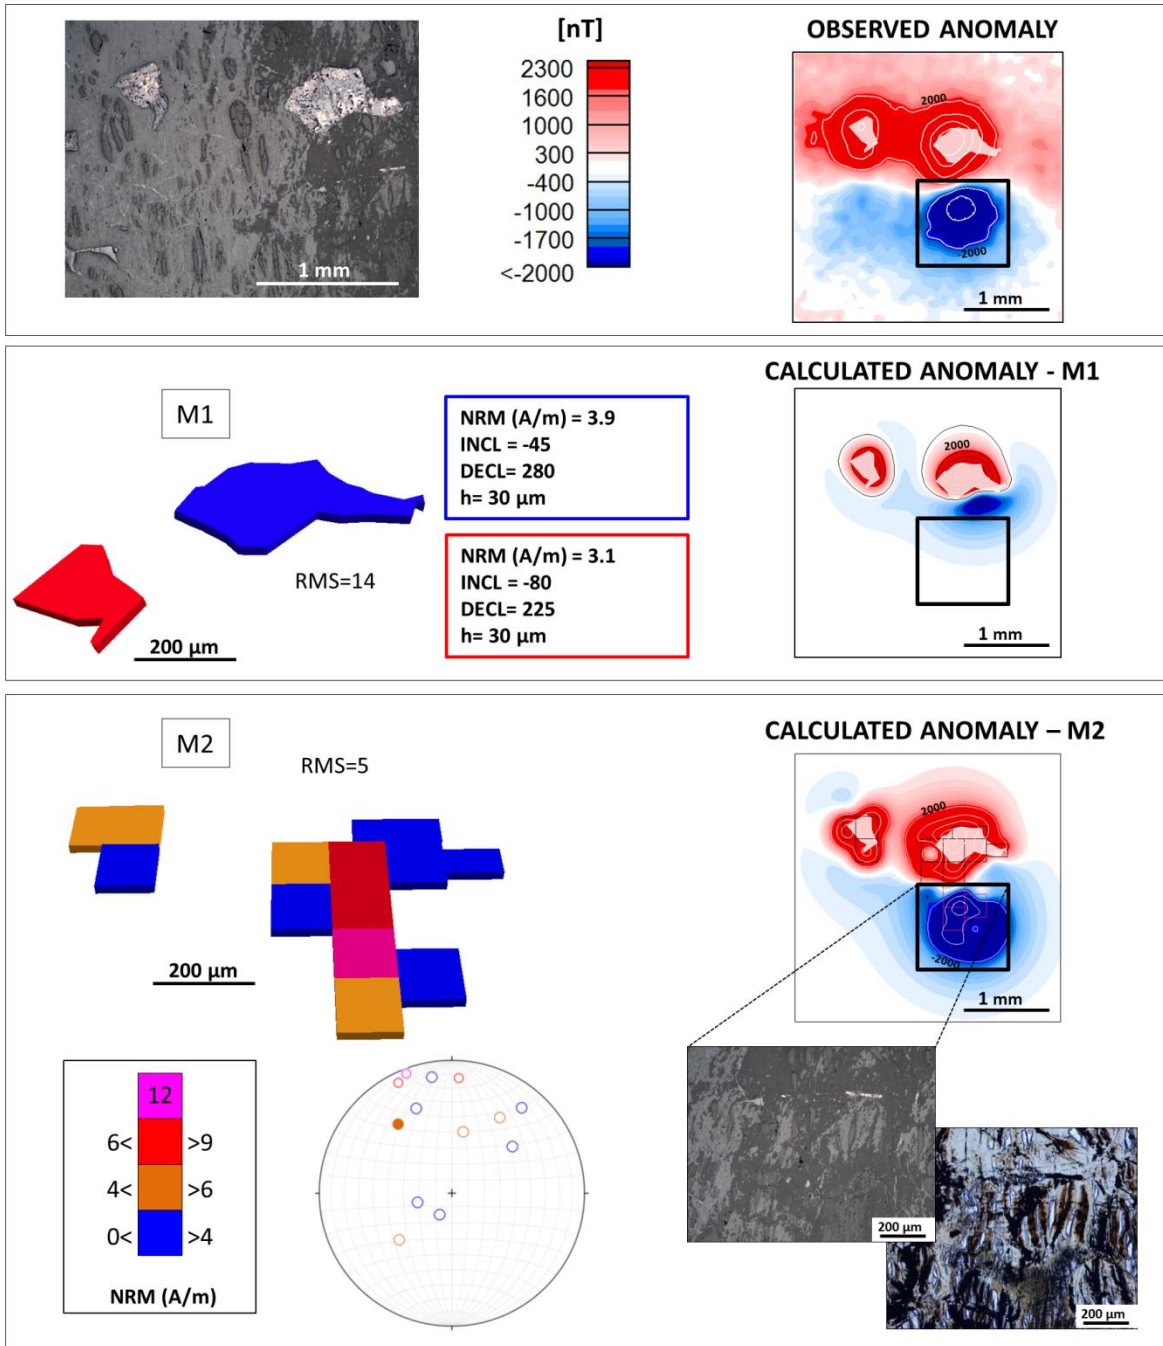 [nT]
2300
1600
1000
300
-400
-1000
-1700
<-2000
1 mm
OBSERVED ANOMALY
2000
-2000
1 mm
M1
RMS=14
200 µm
NRM (A/m) = 3.9
INCL = -45
DECL= 280
h= 30 µm
NRM (A/m) = 3.1
INCL = -80
DECL= 225
h= 30 µm
CALCULATED ANOMALY - M1
2000
1 mm
M2
RMS=5
200 µm
CALCULATED ANOMALY – M2
2000
-2000
1 mm
12
6< >9
4< >6
0< >4
NRM (A/m)
200 µm
200 µm